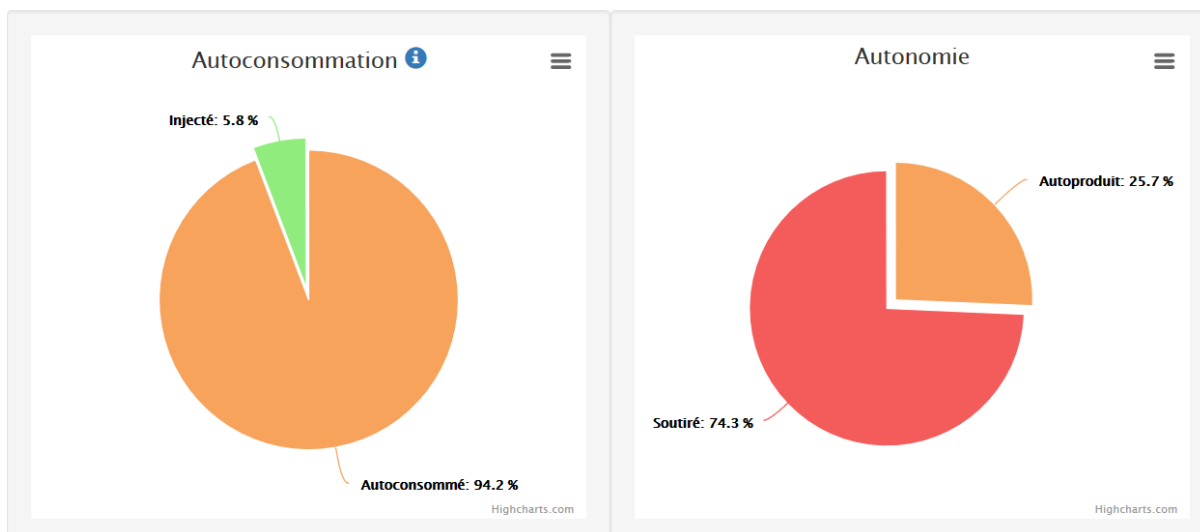 Autoconsommation
Injecté: 5.8 %
Autoconsommé: 94.2 %
Highcharts.com
Autonomie
Autoproduit: 25.7 %
Soutiré: 74.3 %
Highcharts.com